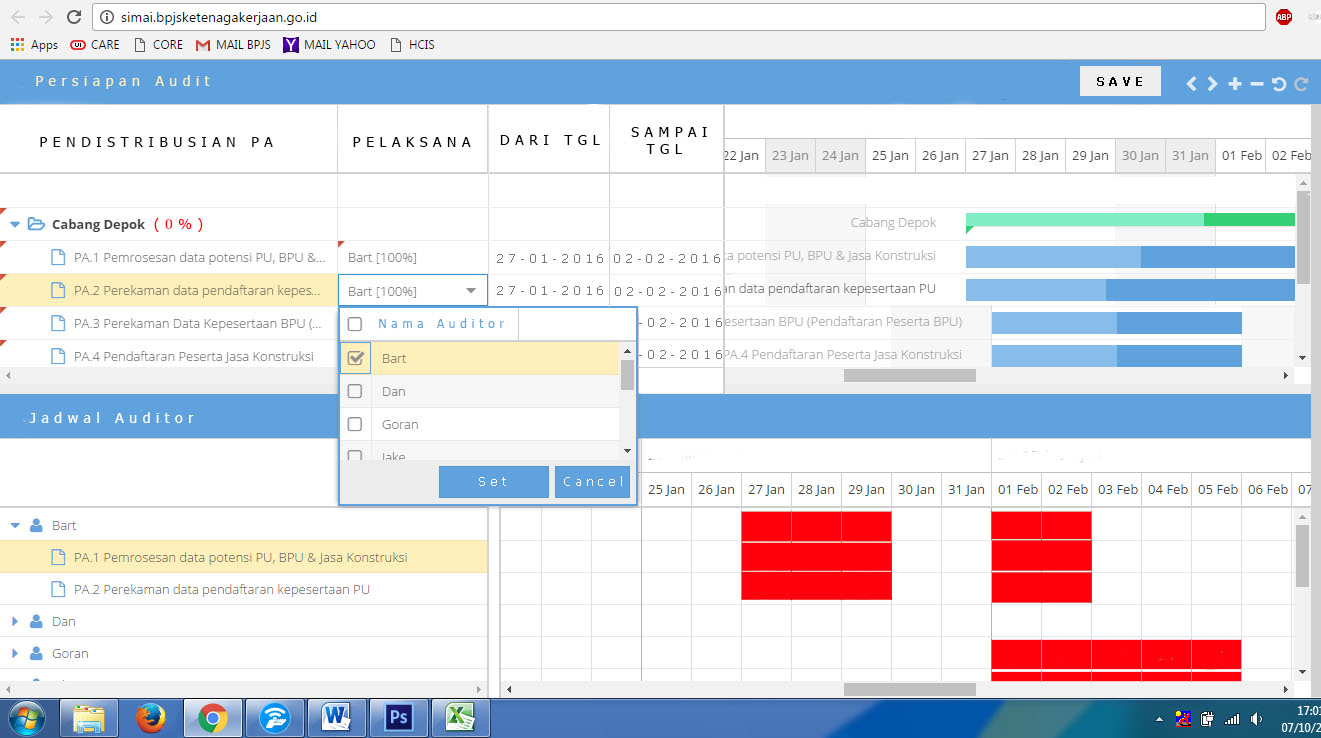 simai.bpjsketenagakerjaan.go.id
ABP
Apps CARE CORE MAIL BPJS MAIL YAHOO HCIS
Persiapan Audit
SAVE
PENDISTRIBUSIAN PA
PELAKSANA
DARI TGL
SAMPAI
TGL
22 Jan 23 Jan 24 Jan 25 Jan 26 Jan 27 Jan 28 Jan 29 Jan 30 Jan 31 Jan 01 Feb 02 Feb
Cabang Depok ( 0 % )
Cabang Depok
PA.1 Pemrosesan data potensi PU, BPU &...
Bart [100%]
27-01-2016
02-02-2016
potensi PU, BPU & Jasa Konstruksi
PA.2 Perekaman data pendaftaran kepes...
Bart [100%]
27-01-2016
02-02-2016
data pendaftaran kepesertaan PU
PA.3 Perekaman Data Kepesertaan BPU (...
-02-2016
esertaan BPU (Pendaftaran Peserta BPU)
PA.4 Pendaftaran Peserta Jasa Konstruksi
-02-2016
PA.4 Pendaftaran Peserta Jasa Konstruksi
Nama Auditor
Bart
Dan
Goran
Jake
Set Cancel
Jadwal Auditor
25 Jan 26 Jan 27 Jan 28 Jan 29 Jan 30 Jan 31 Jan 01 Feb 02 Feb 03 Feb 04 Feb 05 Feb 06 Feb 07
Bart
PA.1 Pemrosesan data potensi PU, BPU & Jasa Konstruksi
PA.2 Perekaman data pendaftaran kepesertaan PU
Dan
Goran
Ps
17:01
07/10/2